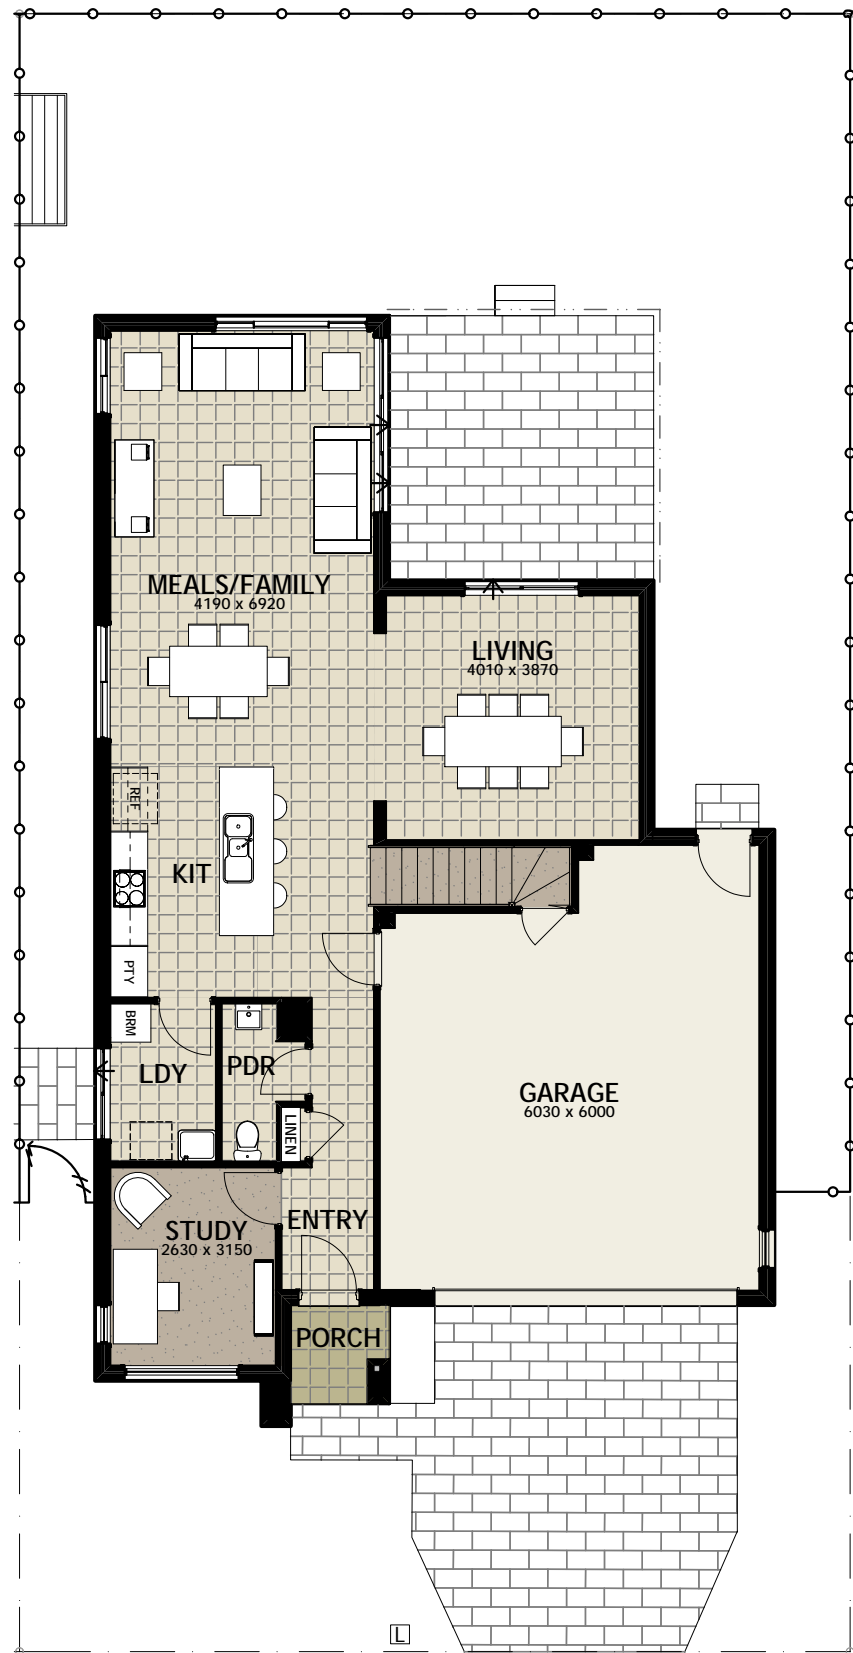 MEALS/FAMILY
4190 x 6920
LIVING
4010 x 3870
REF
KIT
PTY
BRM
LDY
PDR
LINEN
GARAGE
6030 x 6000
STUDY
2630 x 3150
ENTRY
PORCH
L